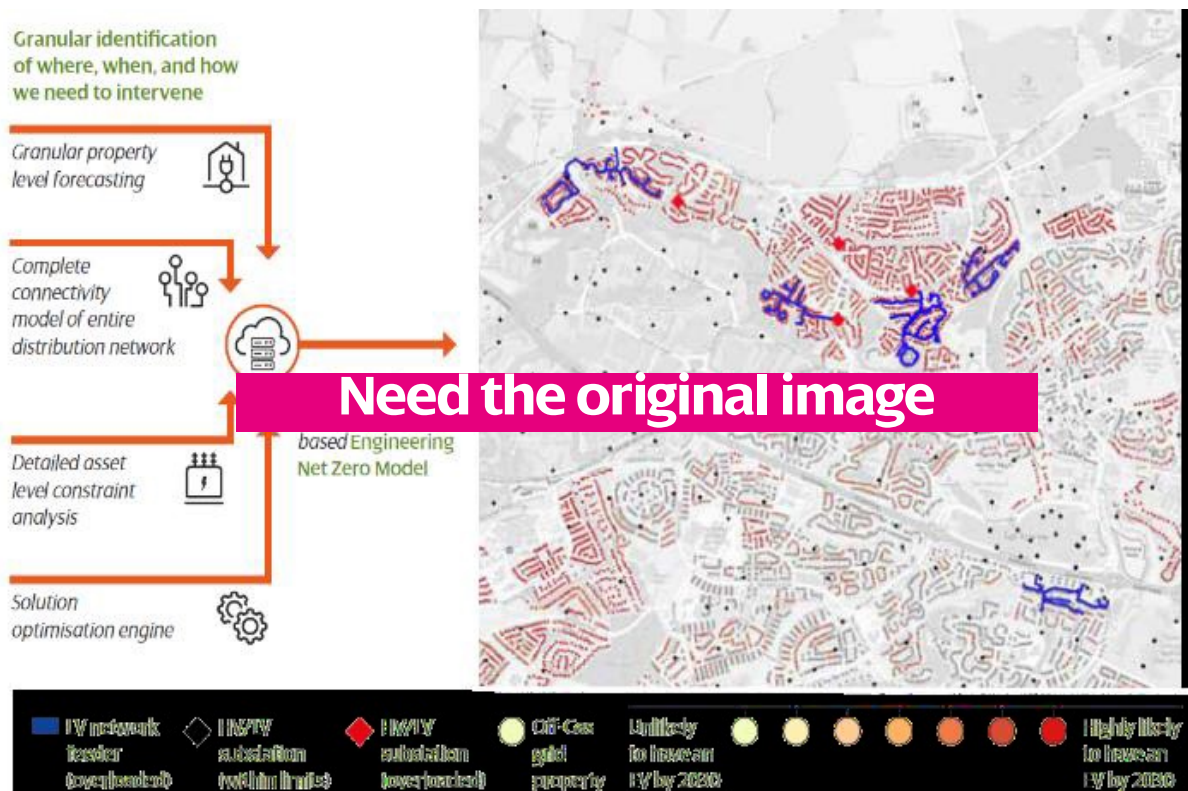 Granular identification
of where, when, and how
we need to intervene
Granular property
level forecasting
Complete
connectivity
model of entire
distribution network
Need the original image
based Engineering
Net Zero Model
Detailed asset
level constraint
analysis
Solution
optimisation engine
LV network
feeder
(overloaded)
HV/LV
substation
(within limits)
HV/LV
substation
(overloaded)
Off-Gas
grid
property
Unlikely
to have an
EV by 2030
Highly likely
to have an
EV by 2030